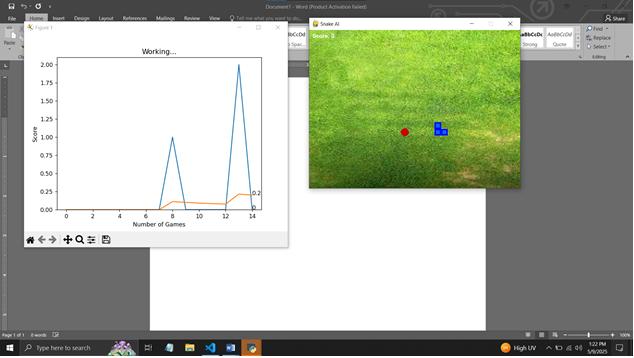 Document1 - Word (Product Activation Failed)
File Home Insert Design Layout References Mailings Review View Tell me what you want to do... Share
Paste
Figure 1
Working...
2.00
1.75
1.50
1.25
1.00
0.75
0.50
0.25
0.00
Score
0 2 4 6 8 10 12 14
Number of Games
0.2
0
Snake AI
Score: 0
AaBbCcDc AaBbCcDc
Strong Quote
Find
Replace
Select
Editing
Page 1 of 1 0 words
100%
Type here to search
High UV
1:22 PM
5/9/2025